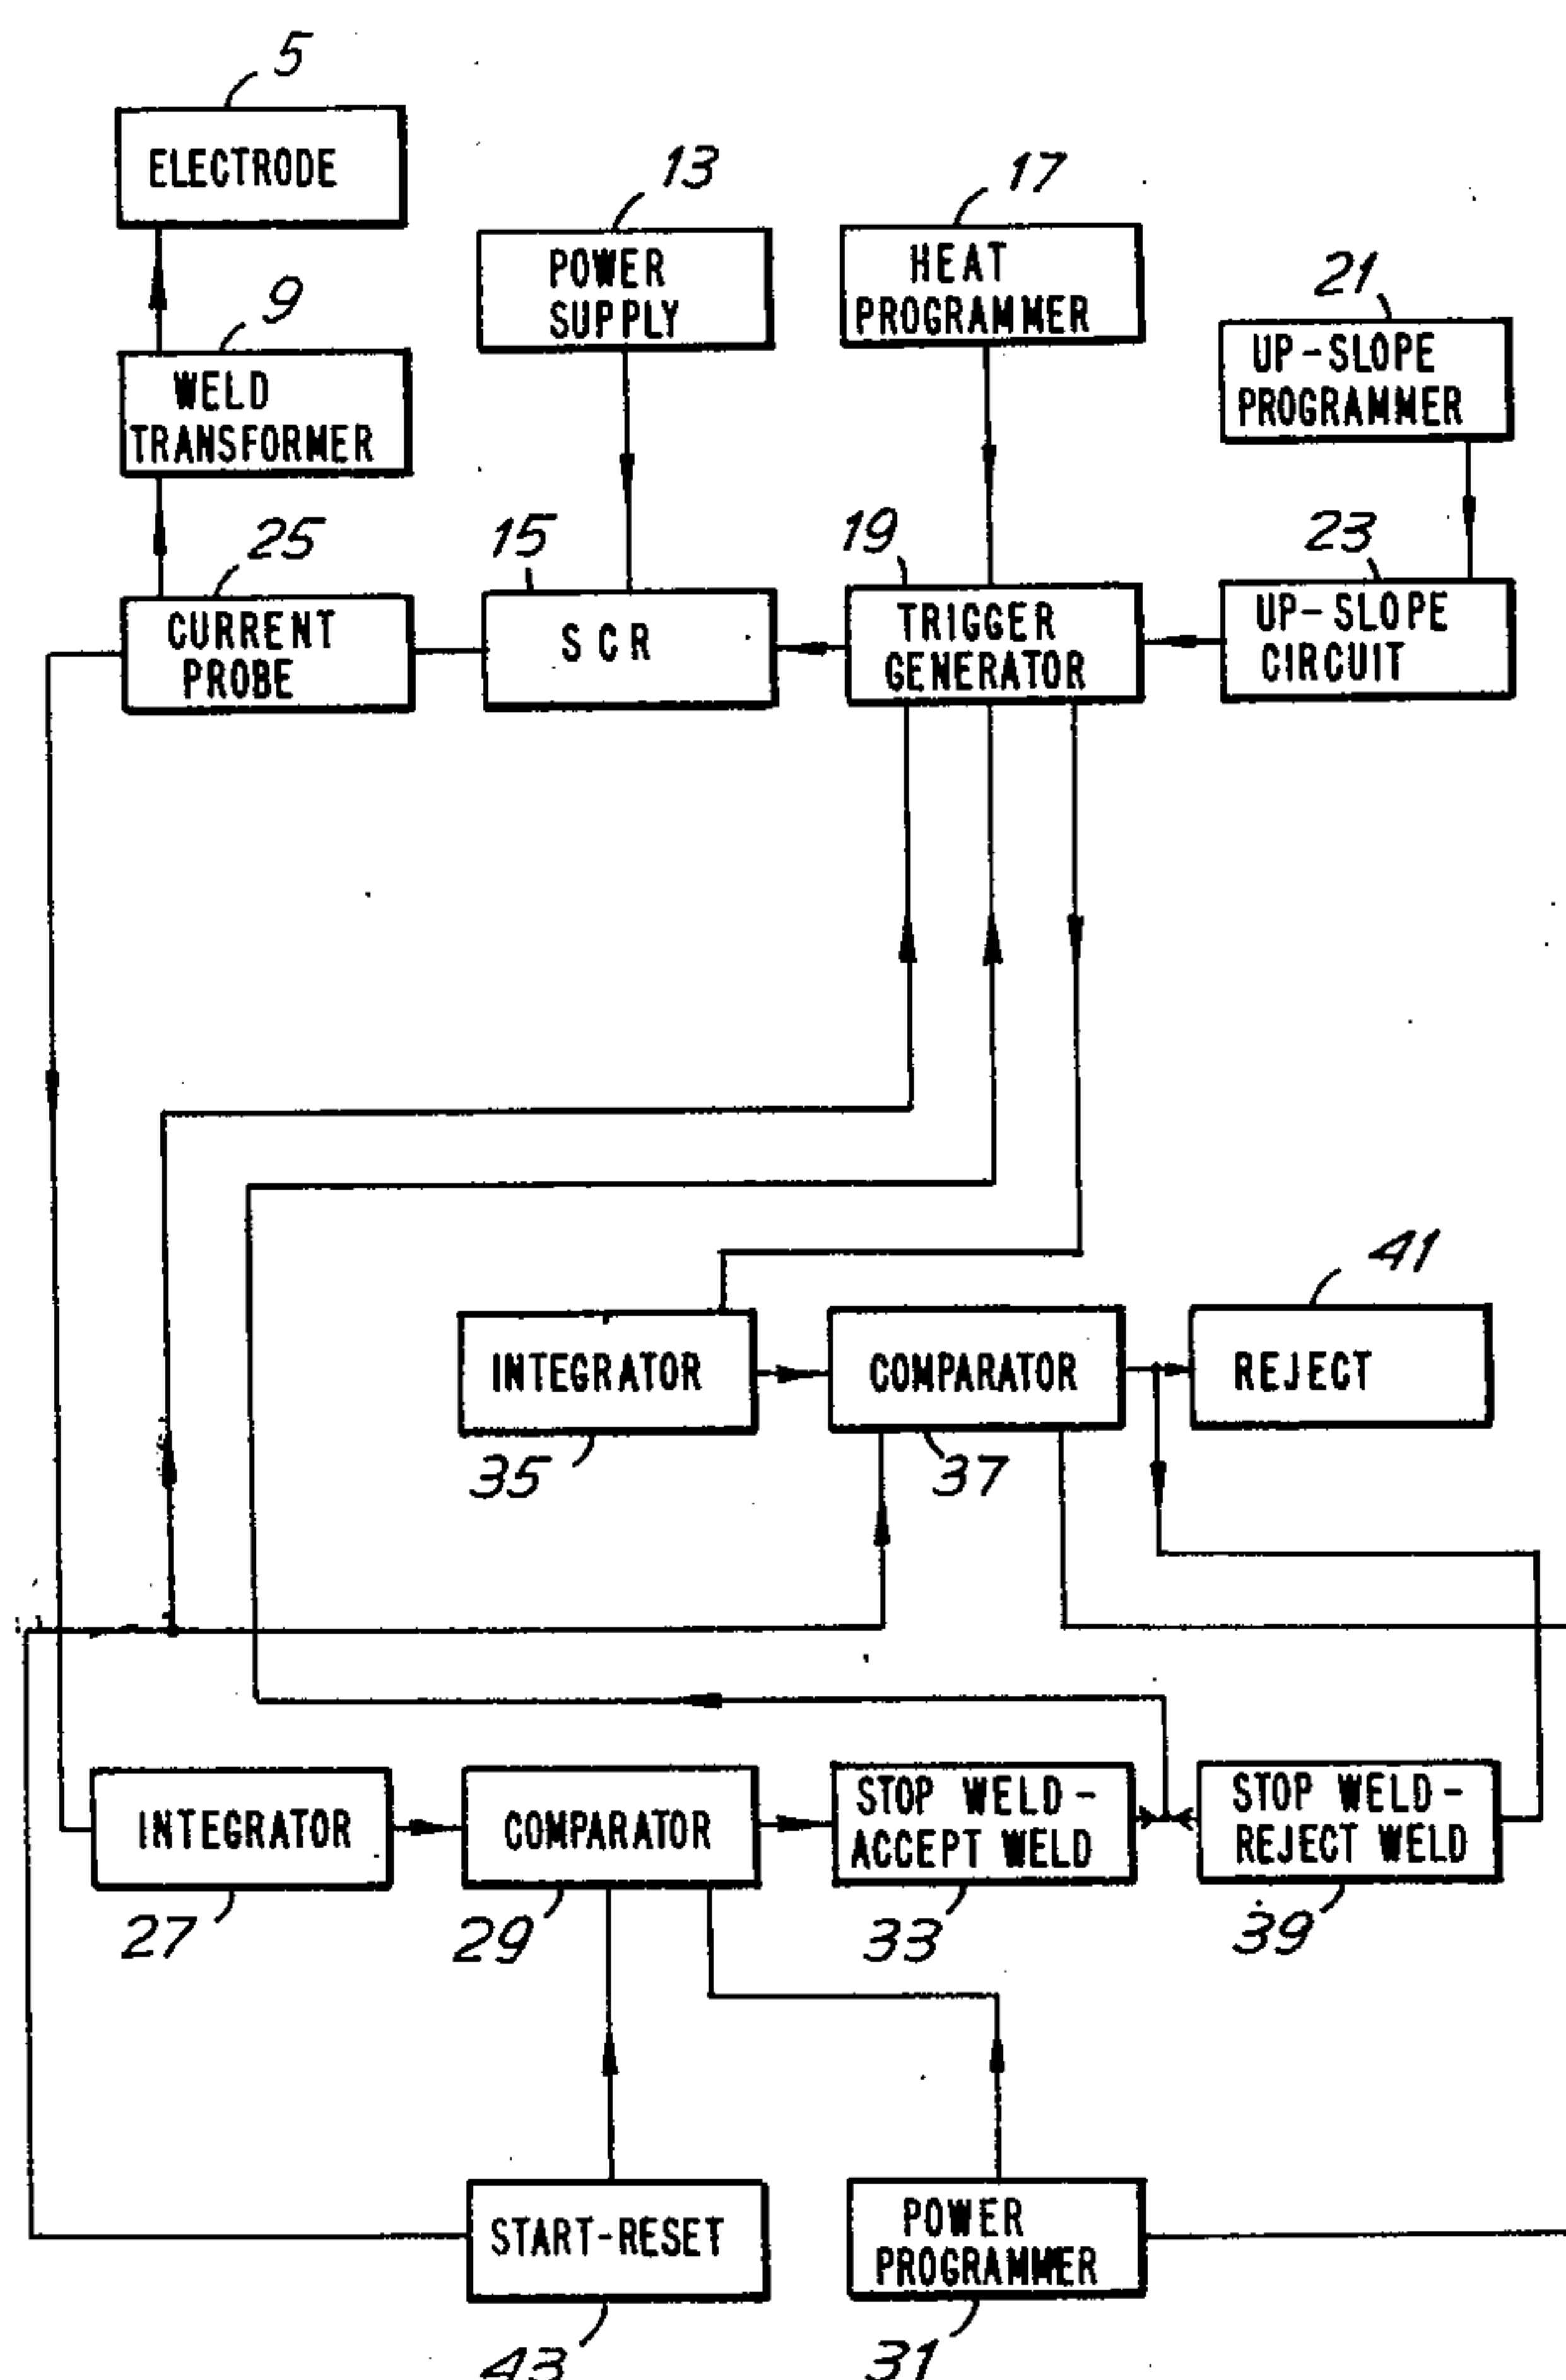 5
ELECTRODE
13
17
POWER
SUPPLY
HEAT
PROGRAMMER
21
9
UP-SLOPE
PROGRAMMER
WELD
TRANSFORMER
25
15
19
23
CURRENT
PROBE
SCR
TRIGGER
GENERATOR
UP-SLOPE
CIRCUIT
41
INTEGRATOR
COMPARATOR
REJECT
35
37
INTEGRATOR
COMPARATOR
STOP WELD-
ACCEPT WELD
STOP WELD-
REJECT WELD
27
29
33
39
START-RESET
POWER
PROGRAMMER
43
31